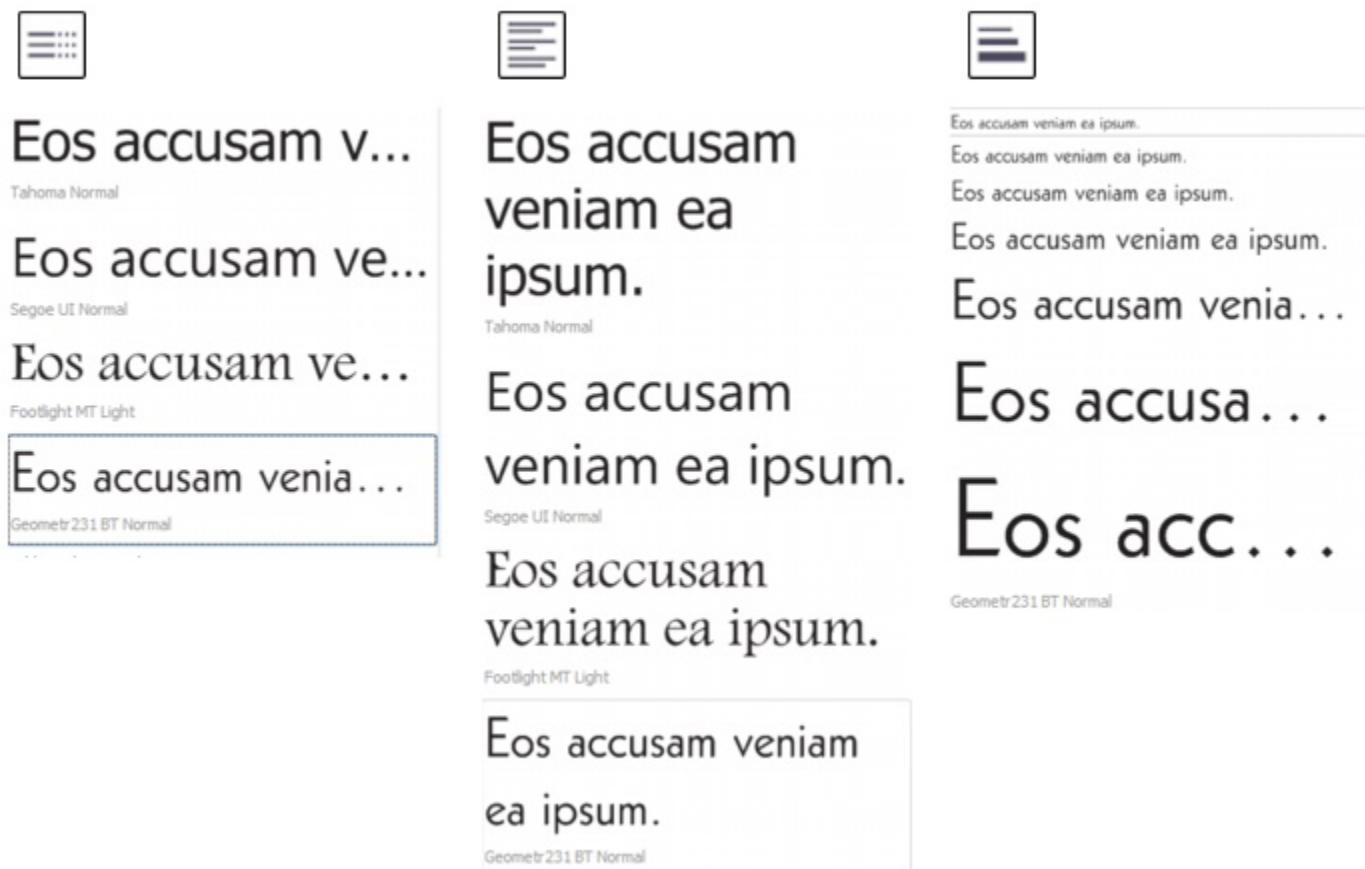 Eos accusam v...
Tahoma Normal
Eos accusam ve...
Segoe UI Normal
Eos accusam ve...
Footlight MT Light
Eos accusam venia...
Geometr231 BT Normal
Eos accusam
veniam ea
ipsum.
Tahoma Normal
Eos accusam
veniam ea ipsum.
Segoe UI Normal
Eos accusam
veniam ea ipsum.
Footlight MT Light
Eos accusam veniam
ea ipsum.
Geometr231 BT Normal
Eos accusam veniam ea ipsum.
Eos accusam veniam ea ipsum.
Eos accusam veniam ea ipsum.
Eos accusam veniam ea ipsum.
Eos accusam venia...
Eos accusa...
Eos acc...
Geometr231 BT Normal